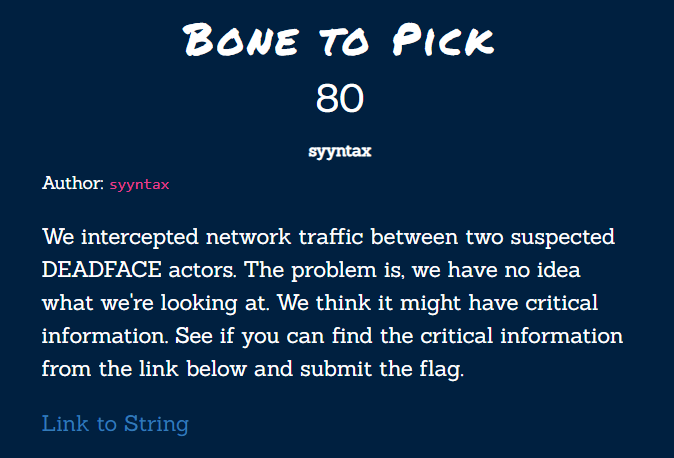 Bone to Pick
80
syyntax
Author: syyntax
We intercepted network traffic between two suspected
DEADFACE actors. The problem is, we have no idea
what we're looking at. We think it might have critical
information. See if you can find the critical information
from the link below and submit the flag.
Link to String